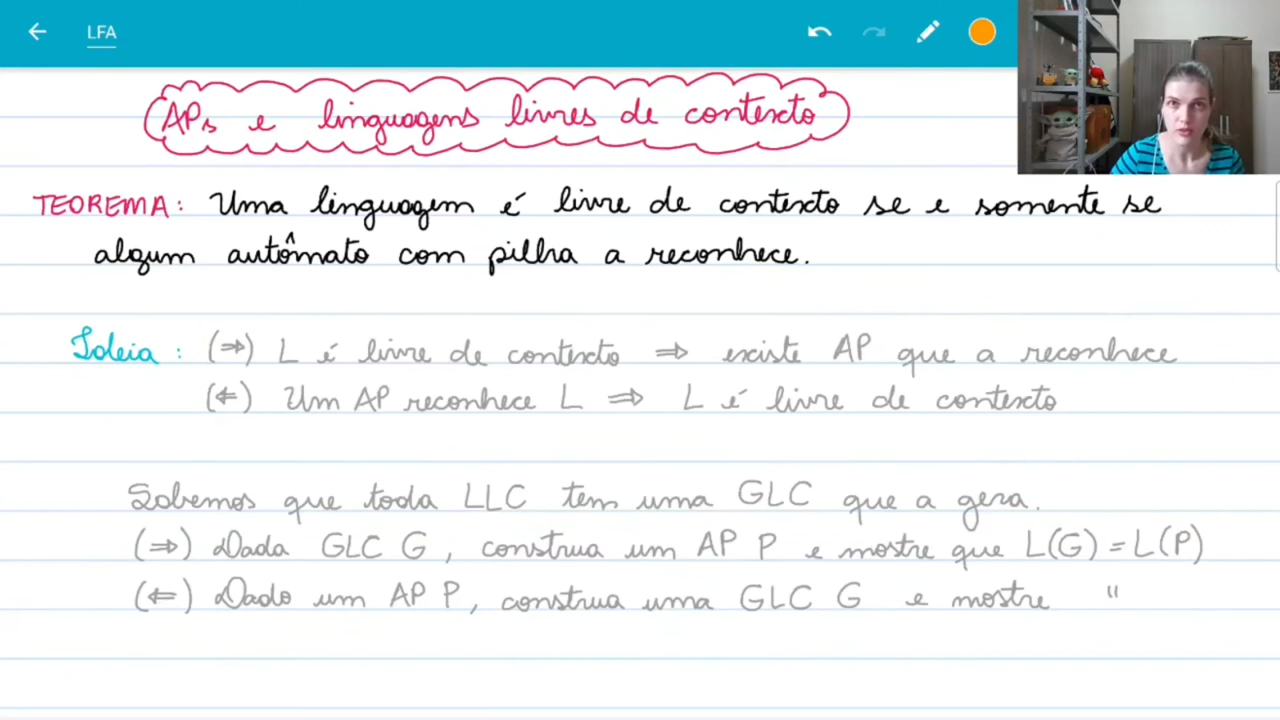 LFA
APs e linguagens livres de contexto
TEOREMA: Uma linguagem é livre de contexto se e somente se
algum autômato com pilha a reconhece.
Ideia: (⇒) L é livre de contexto ⇒ existe AP que a reconhece
(⇐) Um AP reconhece L ⇒ L é livre de contexto
Sabemos que toda LLC tem uma GLC que a gera.
(⇒) Dada GLC G, construa um AP P e mostre que L(G) = L(P)
(⇐) Dado um AP P, construa uma GLC G e mostre "